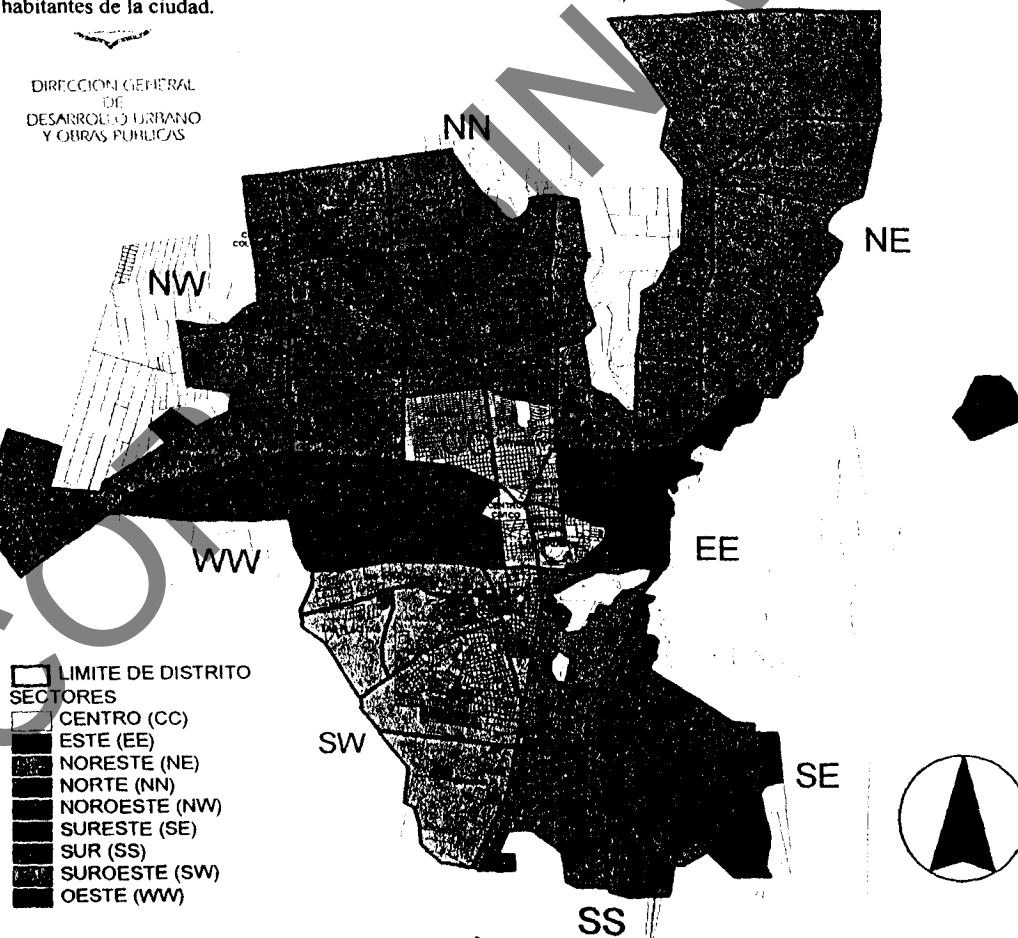 habitantes de la ciudad.
DIRECCION GENERAL
DE
DESARROLLO URBANO
Y OBRAS PUBLICAS
NN
NE
NW
CENTRO
CIVICO
EE
WW
LIMITE DE DISTRITO
SECTORES
CENTRO (CC)
ESTE (EE)
NORESTE (NE)
NORTE (NN)
NOROESTE (NW)
SURESTE (SE)
SUR (SS)
SUROESTE (SW)
OESTE (WW)
SW
SE
SS